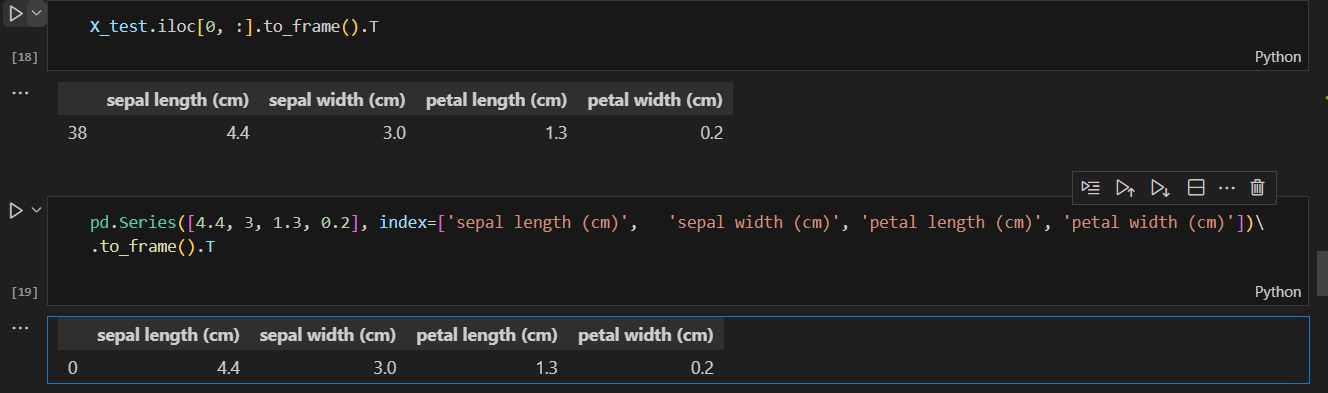 X_test.iloc[0, :].to_frame().T
[18]
Python
...
sepal length (cm) sepal width (cm) petal length (cm) petal width (cm)
38 4.4 3.0 1.3 0.2
pd.Series([4.4, 3, 1.3, 0.2], index=['sepal length (cm)',   'sepal width (cm)', 'petal length (cm)', 'petal width (cm)'])\
.to_frame().T
[19]
Python
...
sepal length (cm) sepal width (cm) petal length (cm) petal width (cm)
0 4.4 3.0 1.3 0.2